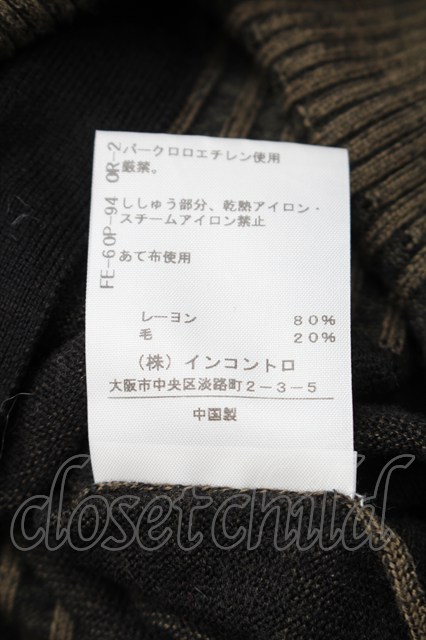 パークロロエチレン使用
厳禁。
ししゅう部分、乾熱アイロン・
スチームアイロン禁止
あて布使用
FE-60P-94 OR-2
レーヨン 80%
毛 20%
(株) インコントロ
大阪市中央区淡路町2-3-5
中国製
closetchild